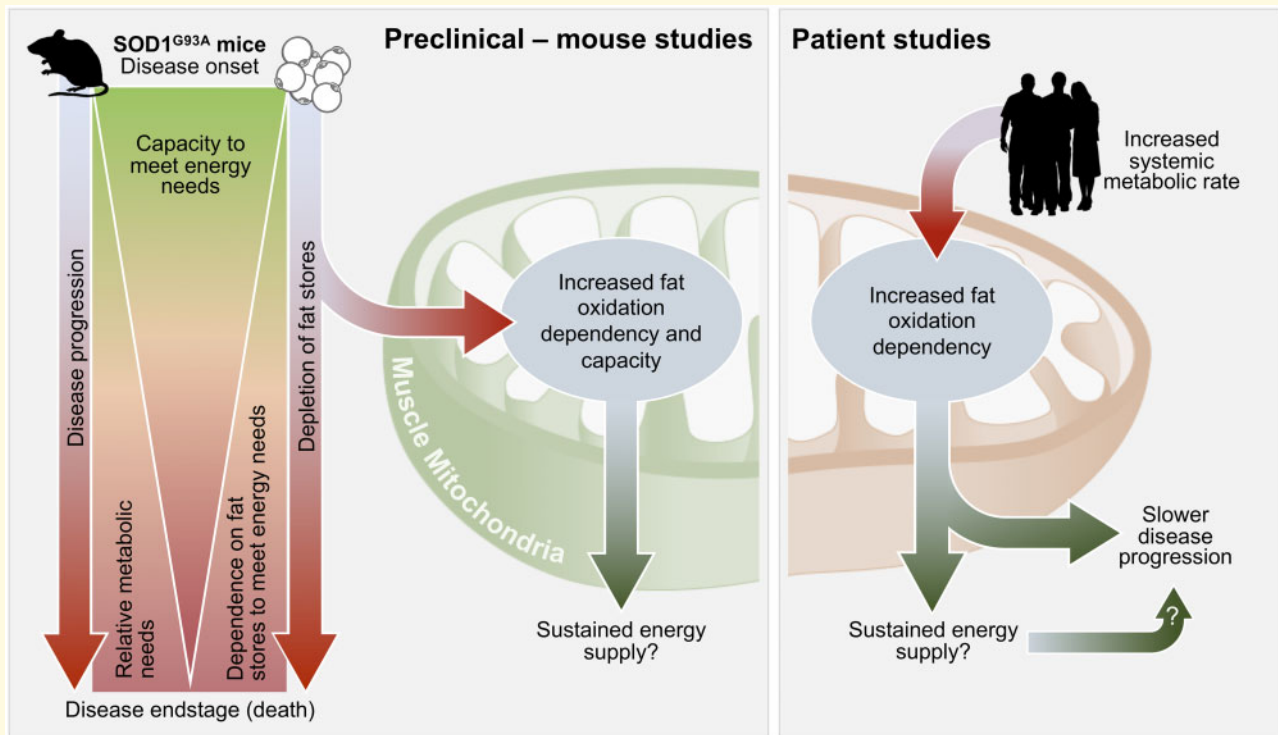 SOD1G93A mice
Disease onset
Capacity to
meet energy
needs
Disease progression
Depletion of fat stores
Relative metabolic
needs
Dependence on fat
stores to meet energy needs
Disease endstage (death)
Preclinical – mouse studies
Increased fat
oxidation
dependency and
capacity
Muscle Mitochondria
Sustained energy
supply?
Patient studies
Increased
systemic
metabolic rate
Increased fat
oxidation
dependency
Slower
disease
progression
?
Sustained energy
supply?